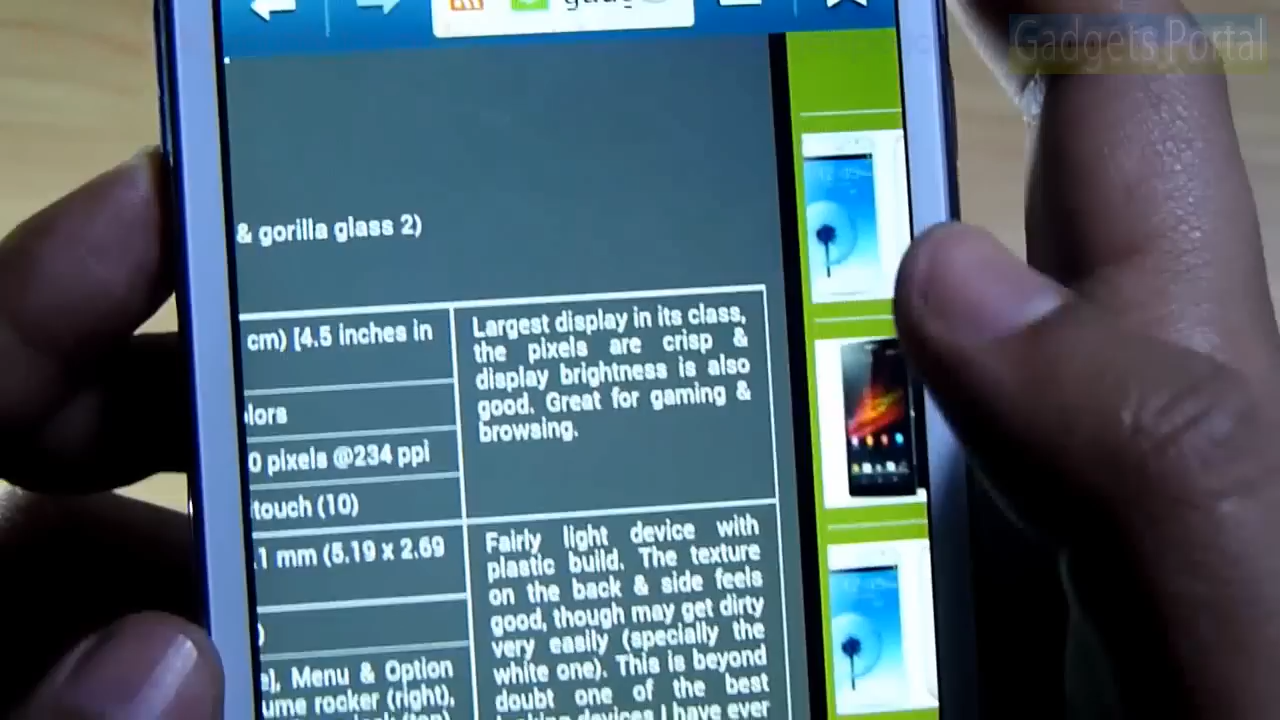 Gadgets Portal
& gorilla glass 2)
cm) [4.5 inches in
lors
0 pixels @234 ppi
touch (10)
1 mm (5.19 x 2.69
)
], Menu & Option
ume rocker (right),
Largest display in its class,
the pixels are crisp &
display brightness is also
good. Great for gaming &
browsing.
Fairly light device with
plastic build. The texture
on the back & side feels
good, though may get dirty
very easily (specially the
white one). This is beyond
doubt one of the best
devices I have ever